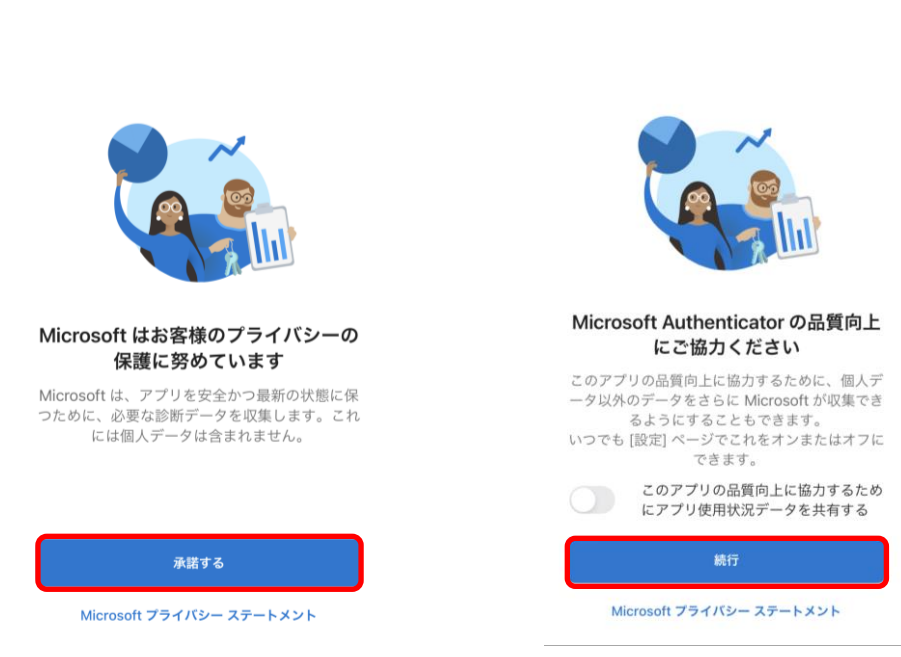 Microsoft はお客様のプライバシーの
保護に努めています
Microsoft は、アプリを安全かつ最新の状態に保
つために、必要な診断データを収集します。これ
には個人データは含まれません。
承諾する
Microsoft プライバシー ステートメント
Microsoft Authenticator の品質向上
にご協力ください
このアプリの品質向上に協力するために、個人デ
ータ以外のデータをさらに Microsoft が収集でき
るようにすることもできます。
いつでも [設定] ページでこれをオンまたはオフに
できます。
このアプリの品質向上に協力するため
にアプリ使用状況データを共有する
続行
Microsoft プライバシー ステートメント